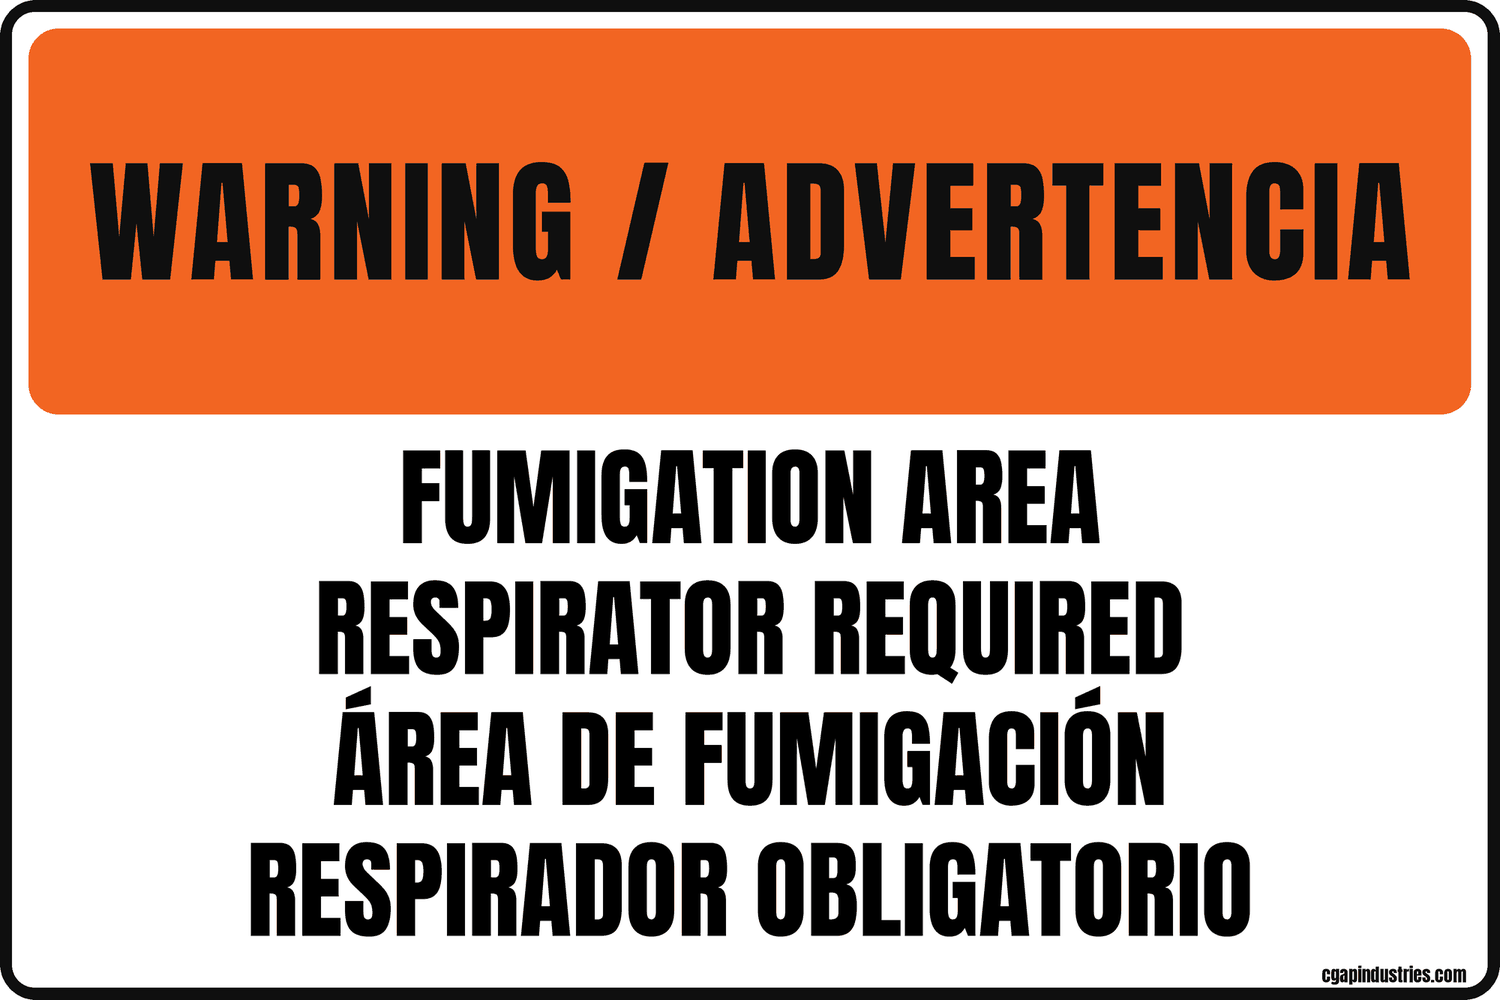 WARNING / ADVERTENCIA
FUMIGATION AREA
RESPIRATOR REQUIRED
ÁREA DE FUMIGACIÓN
RESPIRADOR OBLIGATORIO
cgapindustries.com